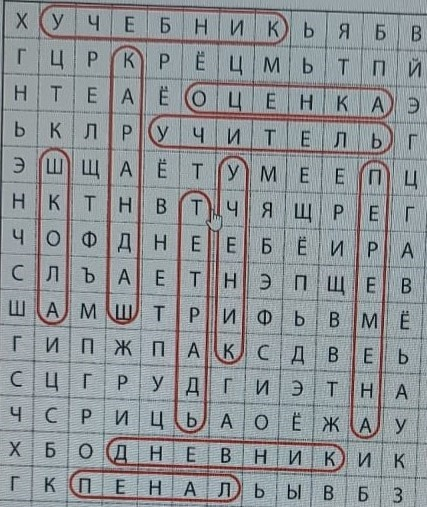 Х У Ч Е Б Н И К Ь Я Б В
Г Ц Р К Р Ё Ц М Ь Т П Й
Н Т Е А Ё О Ц Е Н К А Э
Ь К Л Р У Ч И Т Е Л Ь Г
Э Ш Щ А Ё Т У М Е Е П Ц
Н К Т Н В Т Ч Я Щ Р Е Г
Ч О Ф Д Н Е Е Б Ё И Р А
С Л Ъ А Е Т Н Э П Щ Е В
Ш А М Ш Т Р И Ф Ь В М Ё
Г И П Ж П А К С Д В Е Ь
С Ц Г Р У Д Г И Э Т Н А
Ч С Р И Ц Ь А О Ё Ж А У
Х Б О Д Н Е В Н И К И К
Г К П Е Н А Л Ь Ы В Б З